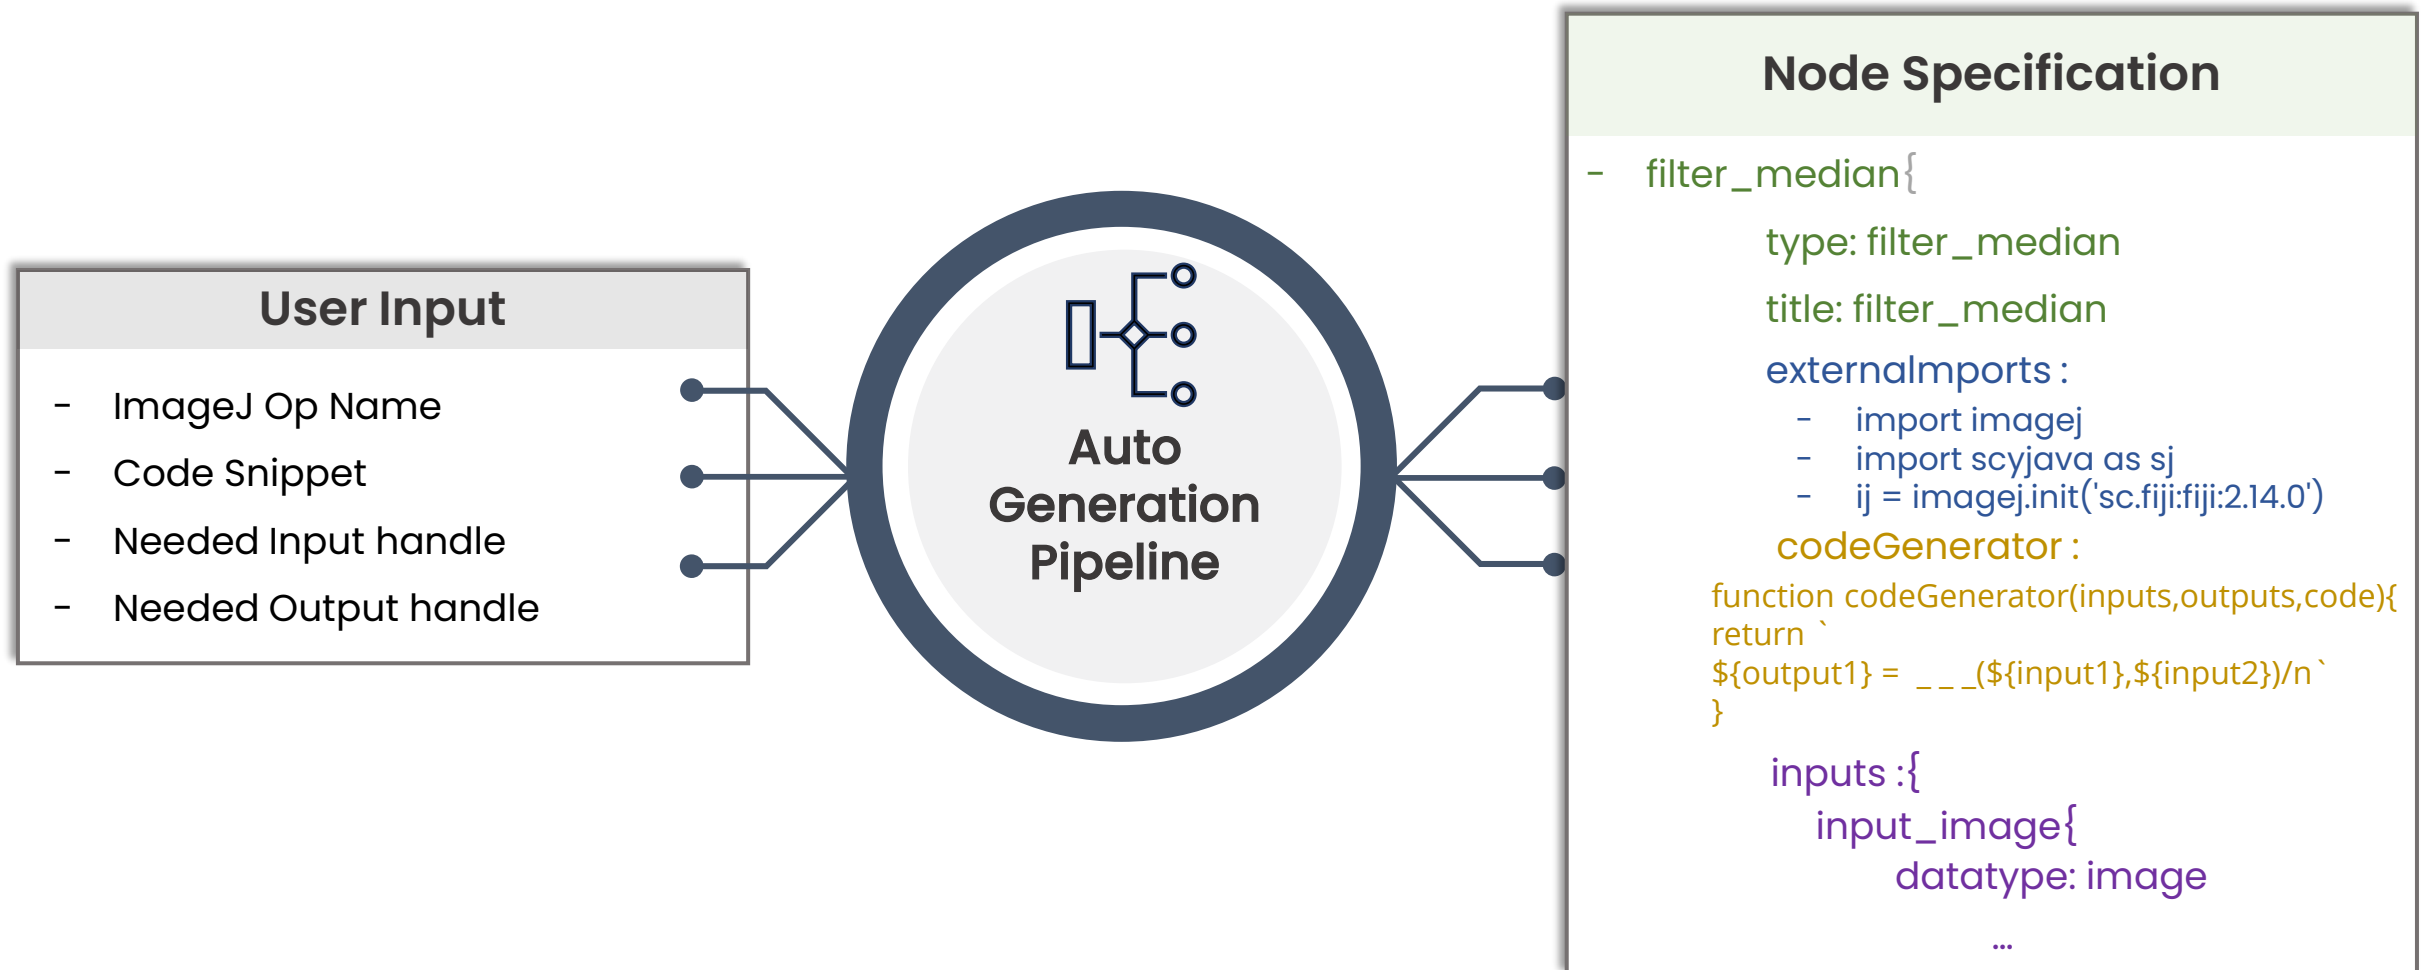 User Input
- ImageJ Op Name
- Code Snippet
- Needed Input handle
- Needed Output handle
Auto
Generation
Pipeline
Node Specification
- filter_median{
type: filter_median
title: filter_median
externalImports :
- import imagej
- import scyjava as sj
- ij = imagej.init('sc.fiji:fiji:2.14.0')
codeGenerator :
function codeGenerator(inputs,outputs,code){
return `
${output1} = _ _ _(${input1},${input2})/n`
}
inputs :{
input_image{
datatype: image
...